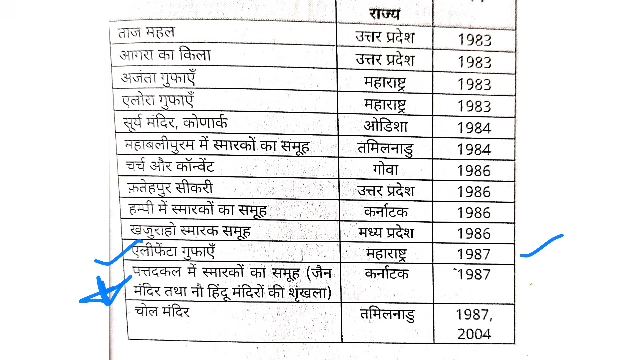 राज्य
ताज महल उत्तर प्रदेश 1983
आगरा का किला उत्तर प्रदेश 1983
अजंता गुफाएँ महाराष्ट्र 1983
एलोरा गुफाएँ महाराष्ट्र 1983
सूर्य मंदिर, कोणार्क ओडिशा 1984
महाबलीपुरम में स्मारकों का समूह तमिलनाडु 1984
चर्च और कॉन्वेंट गोवा 1986
फ़तेहपुर सीकरी उत्तर प्रदेश 1986
हम्पी में स्मारकों का समूह कर्नाटक 1986
खजुराहो स्मारक समूह मध्य प्रदेश 1986
एलीफेंटा गुफाएँ महाराष्ट्र 1987
पत्तदकल में स्मारकों का समूह (जैन कर्नाटक 1987
मंदिर तथा नौ हिंदू मंदिरों की शृंखला)
चोल मंदिर तमिलनाडु 1987,
2004